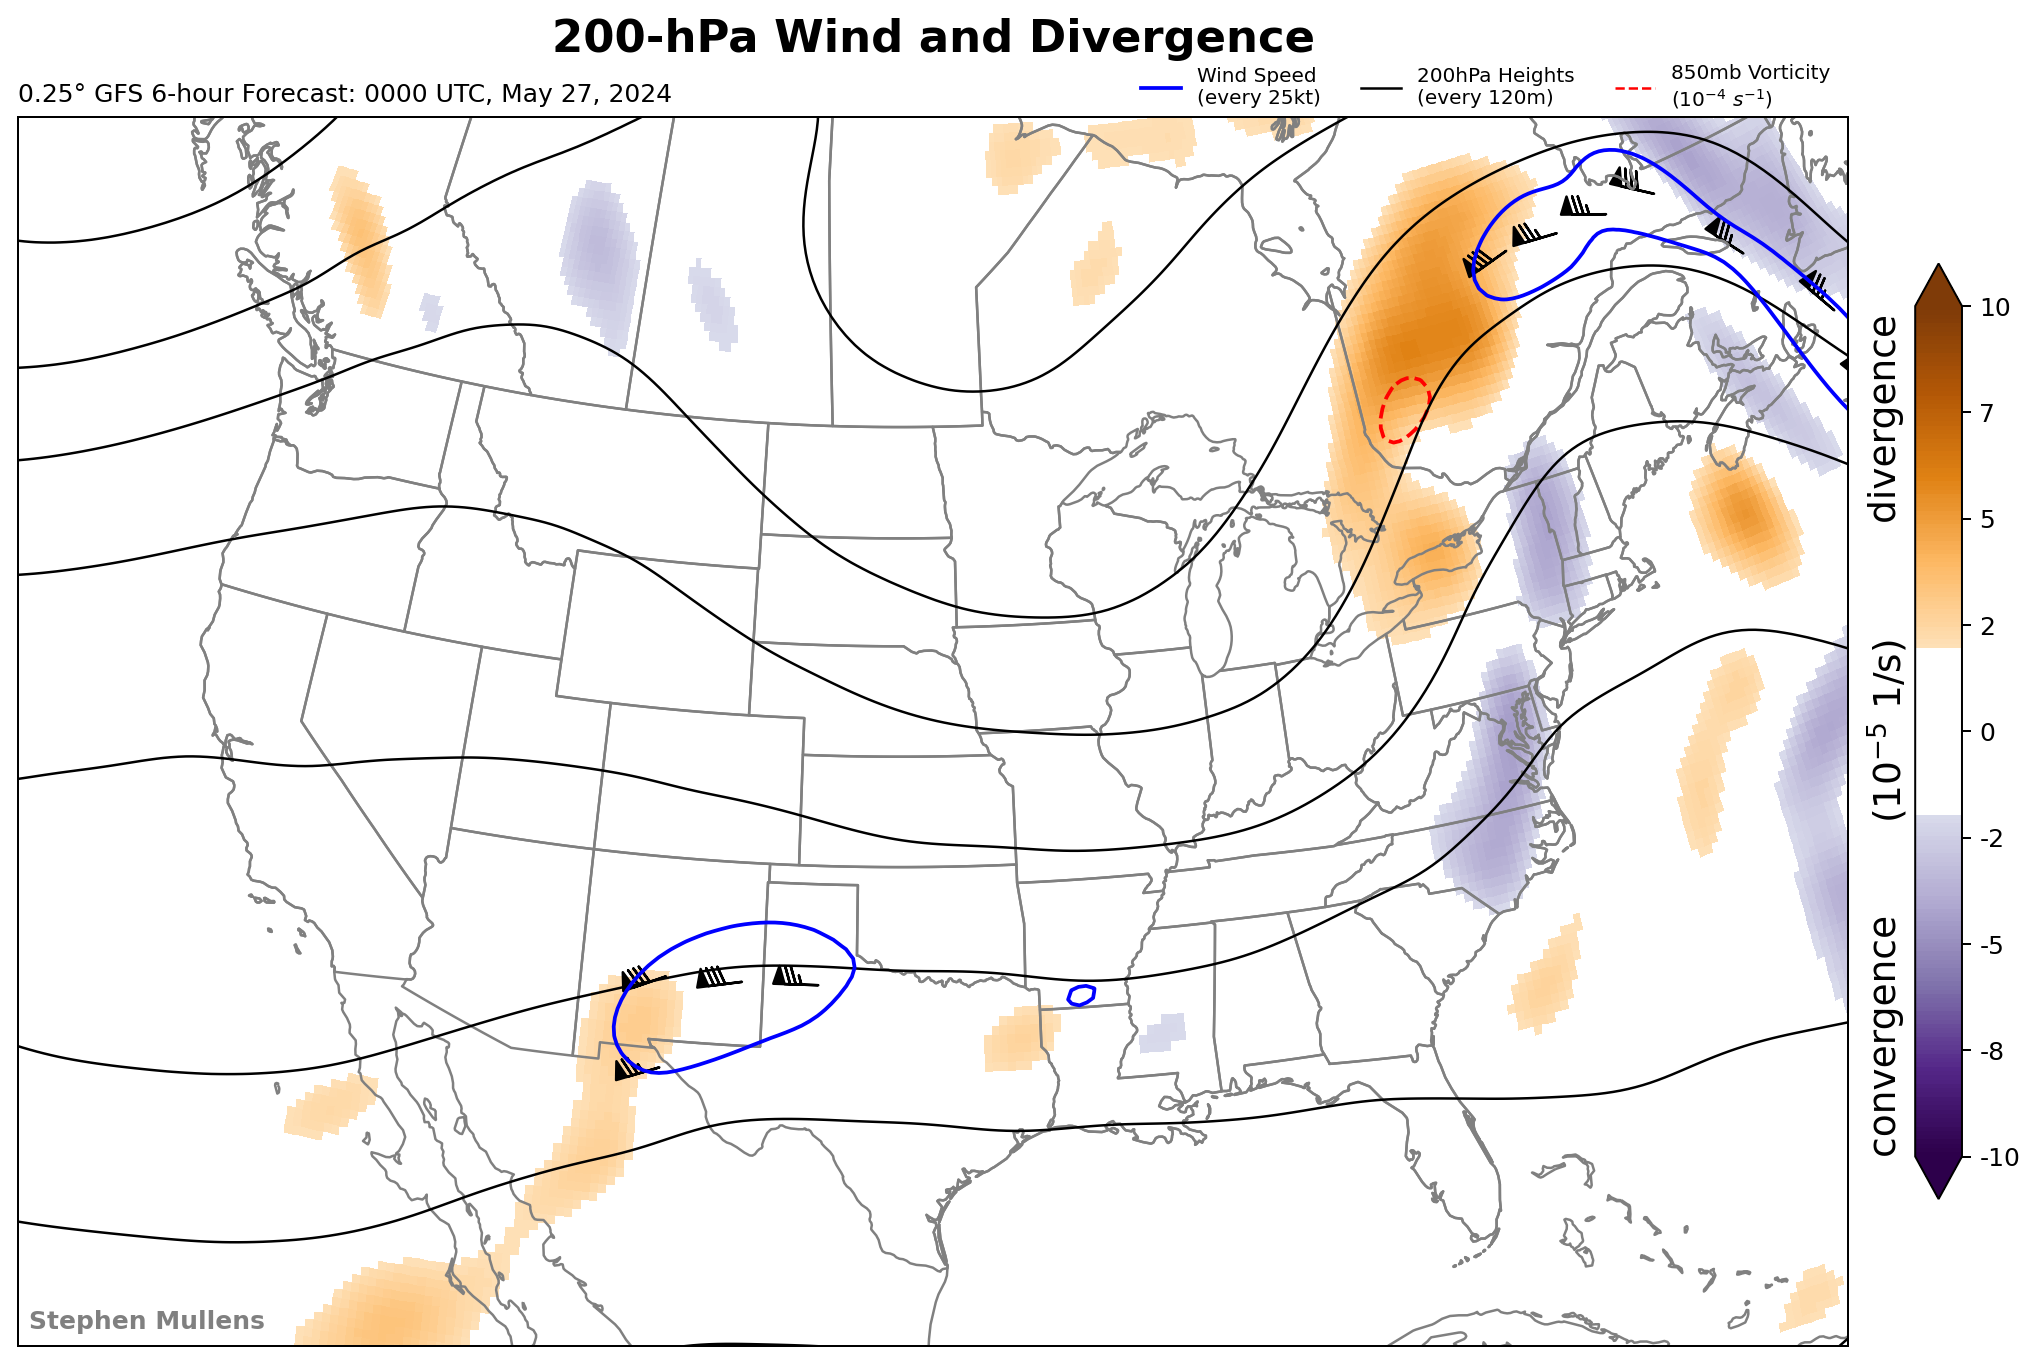 200-hPa Wind and Divergence
0.25° GFS 6-hour Forecast: 0000 UTC, May 27, 2024
Wind Speed
(every 25kt)
200hPa Heights
(every 120m)
850mb Vorticity
(10⁻⁴ s⁻¹)
10
7
5
2
0
-2
-5
-8
-10
convergence (10⁻⁵ 1/s) divergence
Stephen Mullens